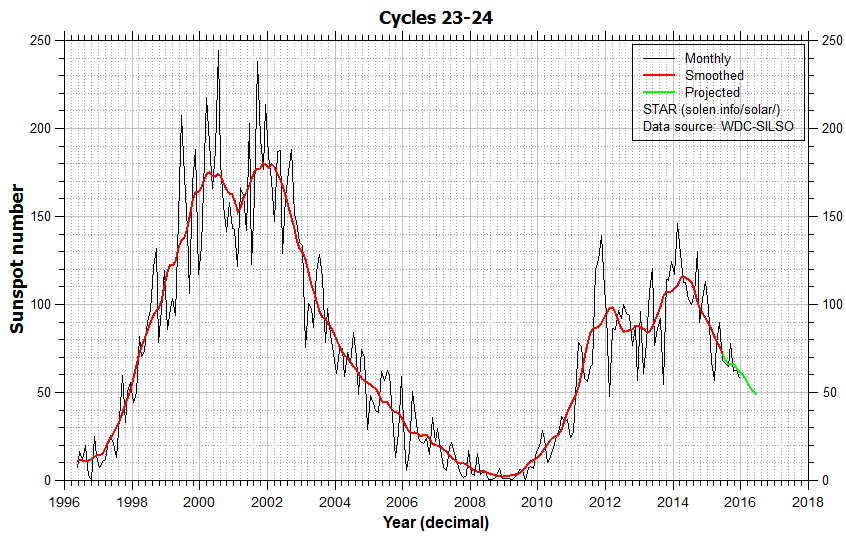 Cycles 23-24
250 250
Monthly
Smoothed
Projected
STAR (solen.info/solar/)
Data source: WDC-SILSO
200 200
150 150
Sunspot number
100 100
50 50
0 0
1996 1998 2000 2002 2004 2006 2008 2010 2012 2014 2016 2018
Year (decimal)